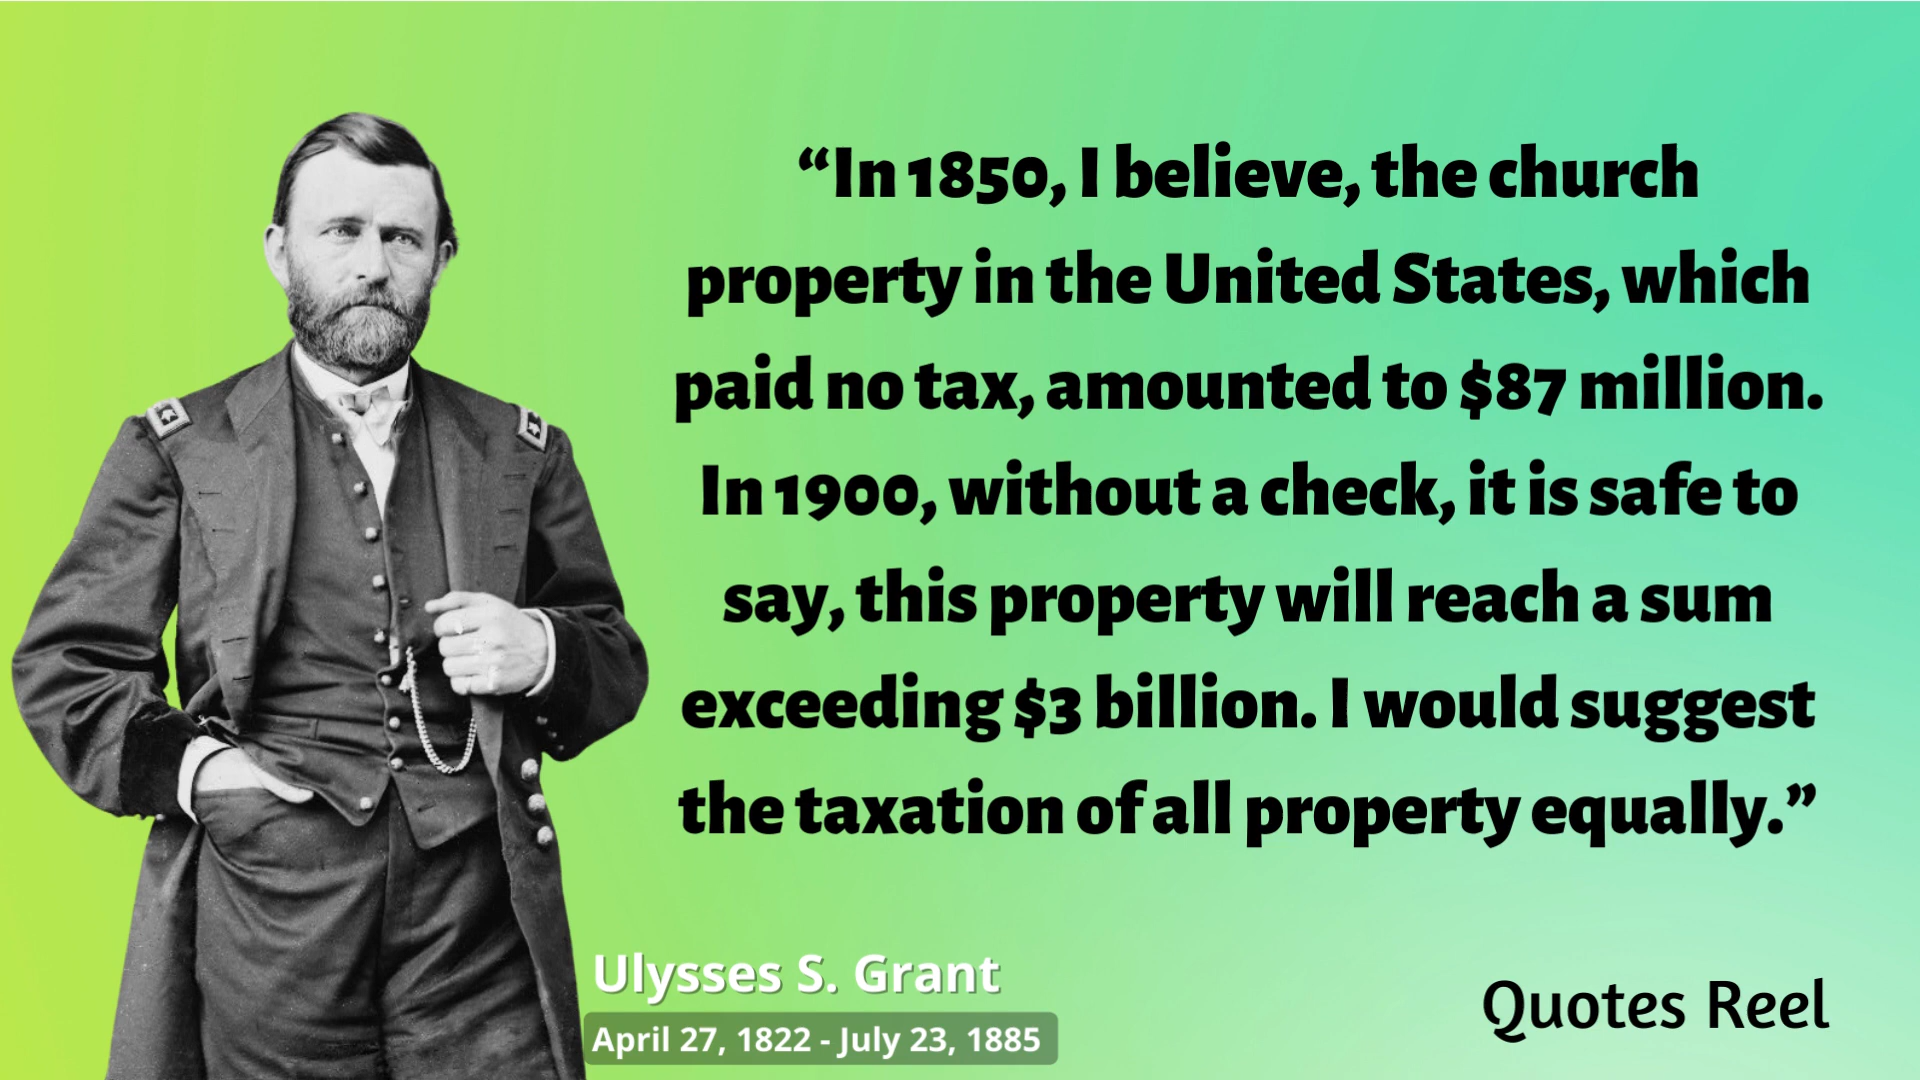 “In 1850, I believe, the church
property in the United States, which
paid no tax, amounted to $87 million.
In 1900, without a check, it is safe to
say, this property will reach a sum
exceeding $3 billion. I would suggest
the taxation of all property equally.”
Ulysses S. Grant
April 27, 1822 - July 23, 1885
Quotes Reel